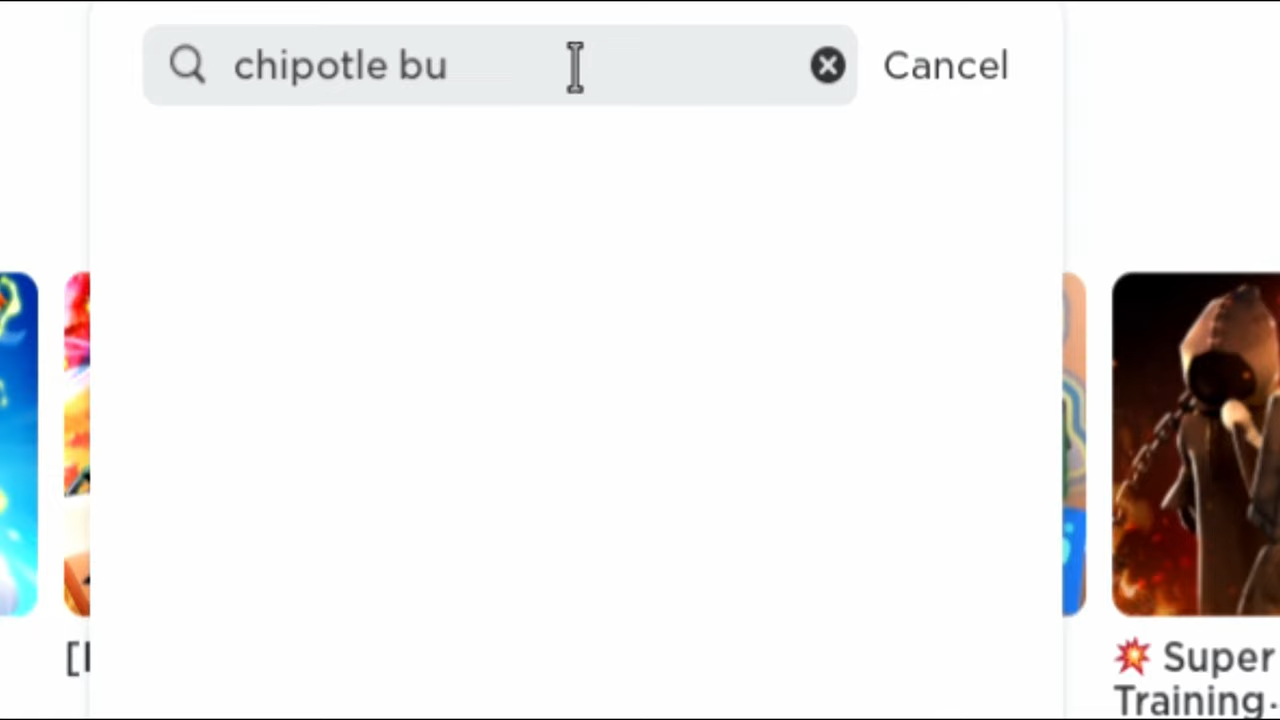 chipotle bu
Cancel
[
💥 Super
Training.